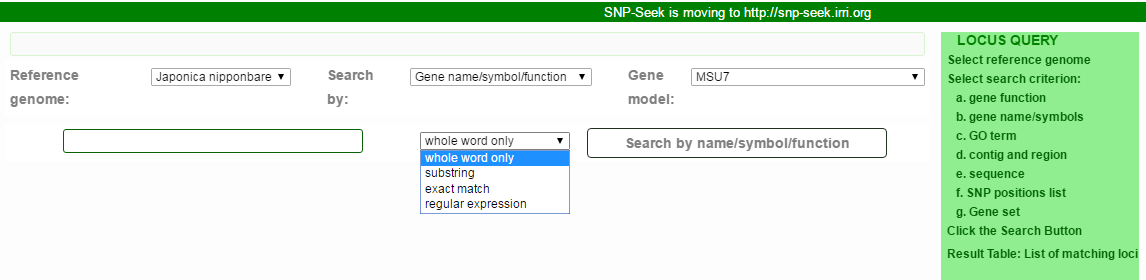 SNP-Seek is moving to http://snp-seek.irri.org
Reference genome:
Japonica nipponbare
Search by:
Gene name/symbol/function
Gene model:
MSU7
whole word only
whole word only
substring
exact match
regular expression
Search by name/symbol/function
LOCUS QUERY
Select reference genome
Select search criterion:
a. gene function
b. gene name/symbols
c. GO term
d. contig and region
e. sequence
f. SNP positions list
g. Gene set
Click the Search Button
Result Table: List of matching loci